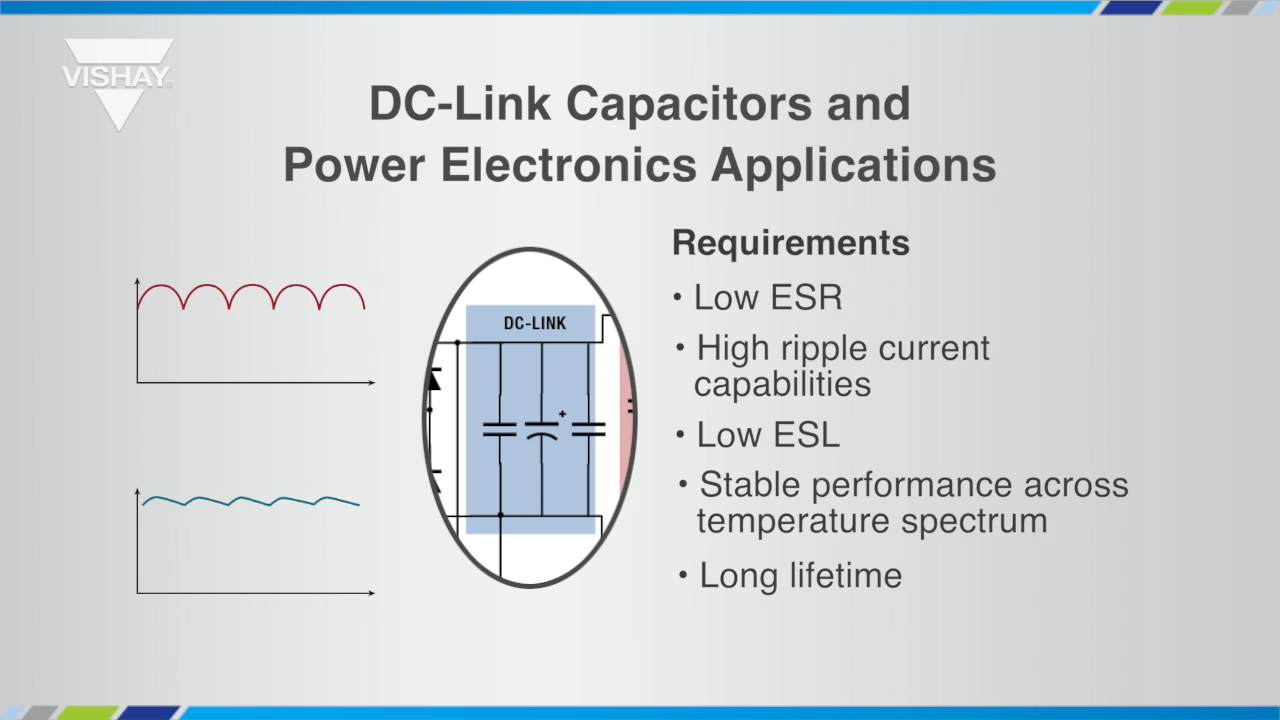 VISHAY
DC-Link Capacitors and
Power Electronics Applications
Requirements
• Low ESR
• High ripple current
capabilities
• Low ESL
• Stable performance across
temperature spectrum
• Long lifetime
DC-LINK
+